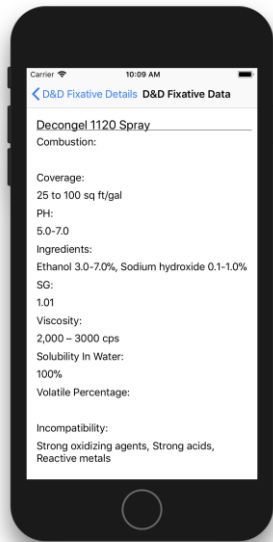 Carrier 10:09 AM
D&D Fixative Details D&D Fixative Data
Decongel 1120 Spray
Combustion:
Coverage:
25 to 100 sq ft/gal
PH:
5.0-7.0
Ingredients:
Ethanol 3.0-7.0%, Sodium hydroxide 0.1-1.0%
SG:
1.01
Viscosity:
2,000 – 3000 cps
Solubility In Water:
100%
Volatile Percentage:
Incompatibility:
Strong oxidizing agents, Strong acids,
Reactive metals